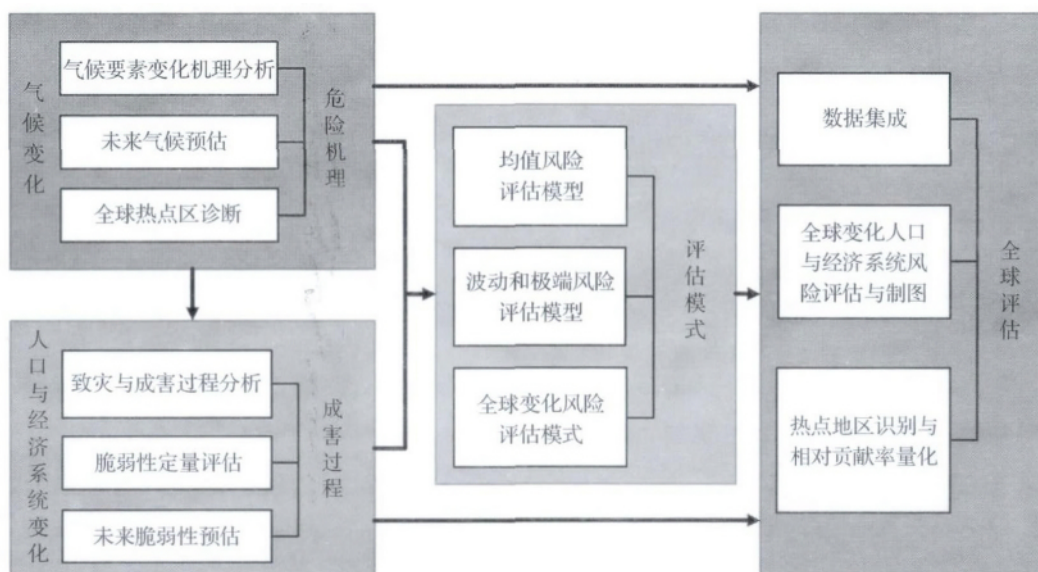 气候变化
气候要素变化机理分析
未来气候预估
全球热点区诊断
危险机理
人口与经济系统变化
致灾与成害过程分析
脆弱性定量评估
未来脆弱性预估
成害过程
均值风险
评估模型
波动和极端风险
评估模型
全球变化风险
评估模式
评估模式
数据集成
全球变化人口
与经济系统风
险评估与制图
热点地区识别与
相对贡献率量化
全球评估